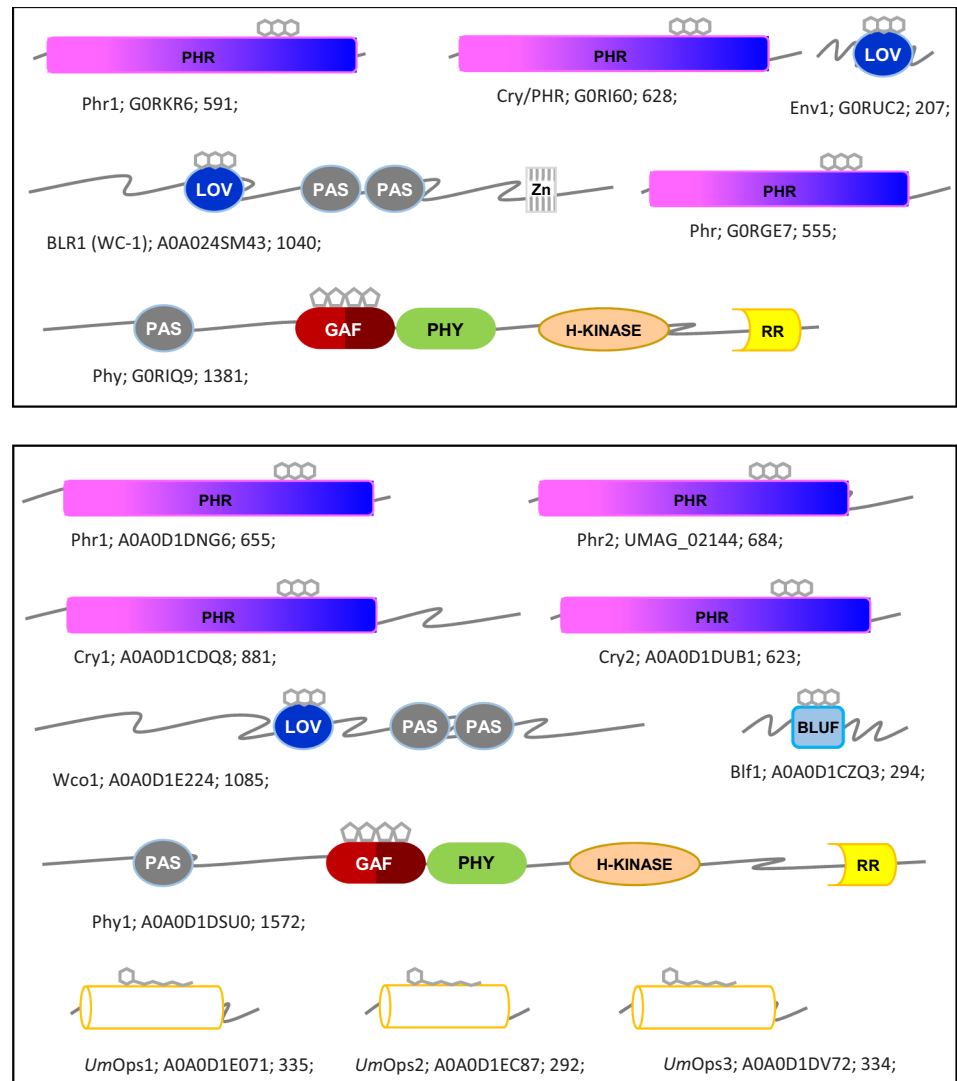 PHR
PHR
LOV
Phr1; G0RKR6; 591;
Cry/PHR; G0RI60; 628;
Env1; G0RUC2; 207;
LOV
PAS
PAS
Zn
PHR
BLR1 (WC-1); A0A024SM43; 1040;
Phr; G0RGE7; 555;
PAS
GAF
PHY
H-KINASE
RR
Phy; G0RIQ9; 1381;
PHR
PHR
Phr1; A0A0D1DNG6; 655;
Phr2; UMAG_02144; 684;
PHR
PHR
Cry1; A0A0D1CDQ8; 881;
Cry2; A0A0D1DUB1; 623;
LOV
PAS
PAS
BLUF
Wco1; A0A0D1E224; 1085;
Blf1; A0A0D1CZQ3; 294;
PAS
GAF
PHY
H-KINASE
RR
Phy1; A0A0D1DSU0; 1572;
UmOps1; A0A0D1E071; 335;
UmOps2; A0A0D1EC87; 292;
UmOps3; A0A0D1DV72; 334;